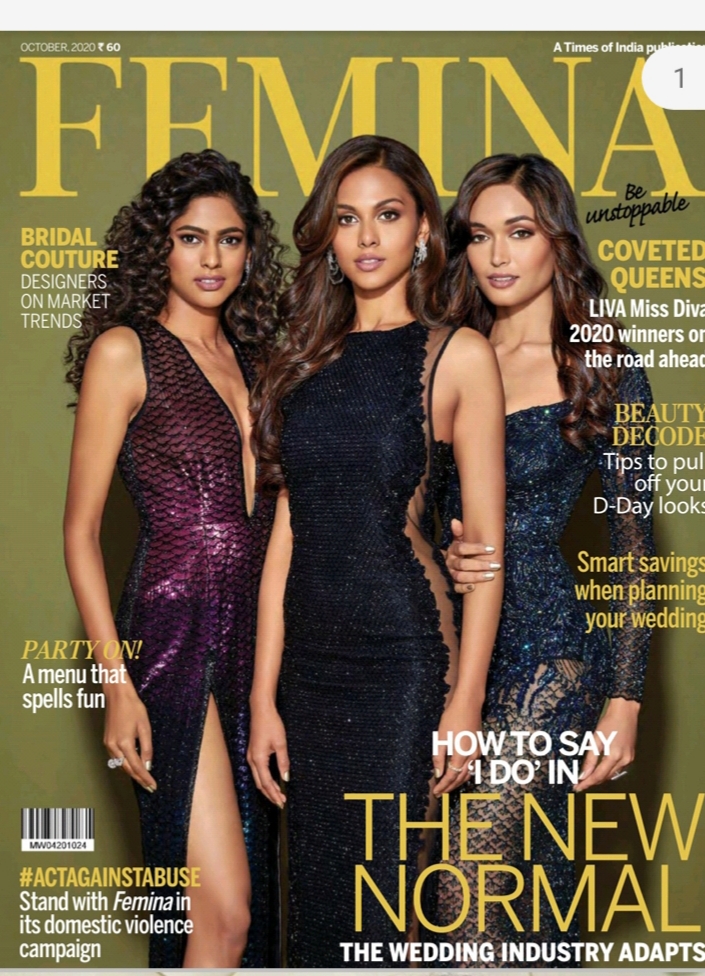 OCTOBER, 2020 ₹ 60
A Times of India
FEMINA
1
Be
unstoppable
BRIDAL
COUTURE
DESIGNERS
ON MARKET
TRENDS
COVETED
QUEENS
LIVA Miss Diva
2020 winners on
the road ahead
BEAUTY
DECODE
Tips to pul
off your
D-Day looks
Smart savings
when planning
your wedding
PARTY ON!
A menu that
spells fun
HOW TO SAY
'I DO' IN
THE NEW
NORMAL
THE WEDDING INDUSTRY ADAPTS
MW04201024
#ACTAGAINSTABUSE
Stand with Femina in
its domestic violence
campaign